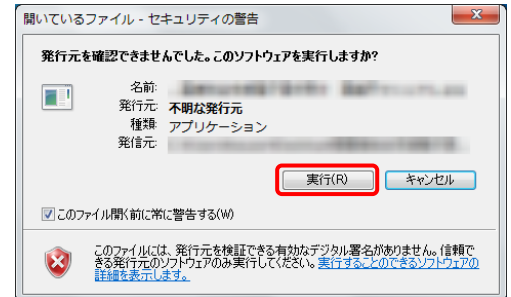 開いているファイル - セキュリティの警告
発行元を確認できませんでした。このソフトウェアを実行しますか?
名前:
発行元: 不明な発行元
種類: アプリケーション
発信元:
実行(R)
キャンセル
このファイル開く前に常に警告する(W)
このファイルには、発行元を検証できる有効なデジタル署名がありません。信頼で
きる発行元のソフトウェアのみ実行してください。実行することのできるソフトウェアの
詳細を表示します。